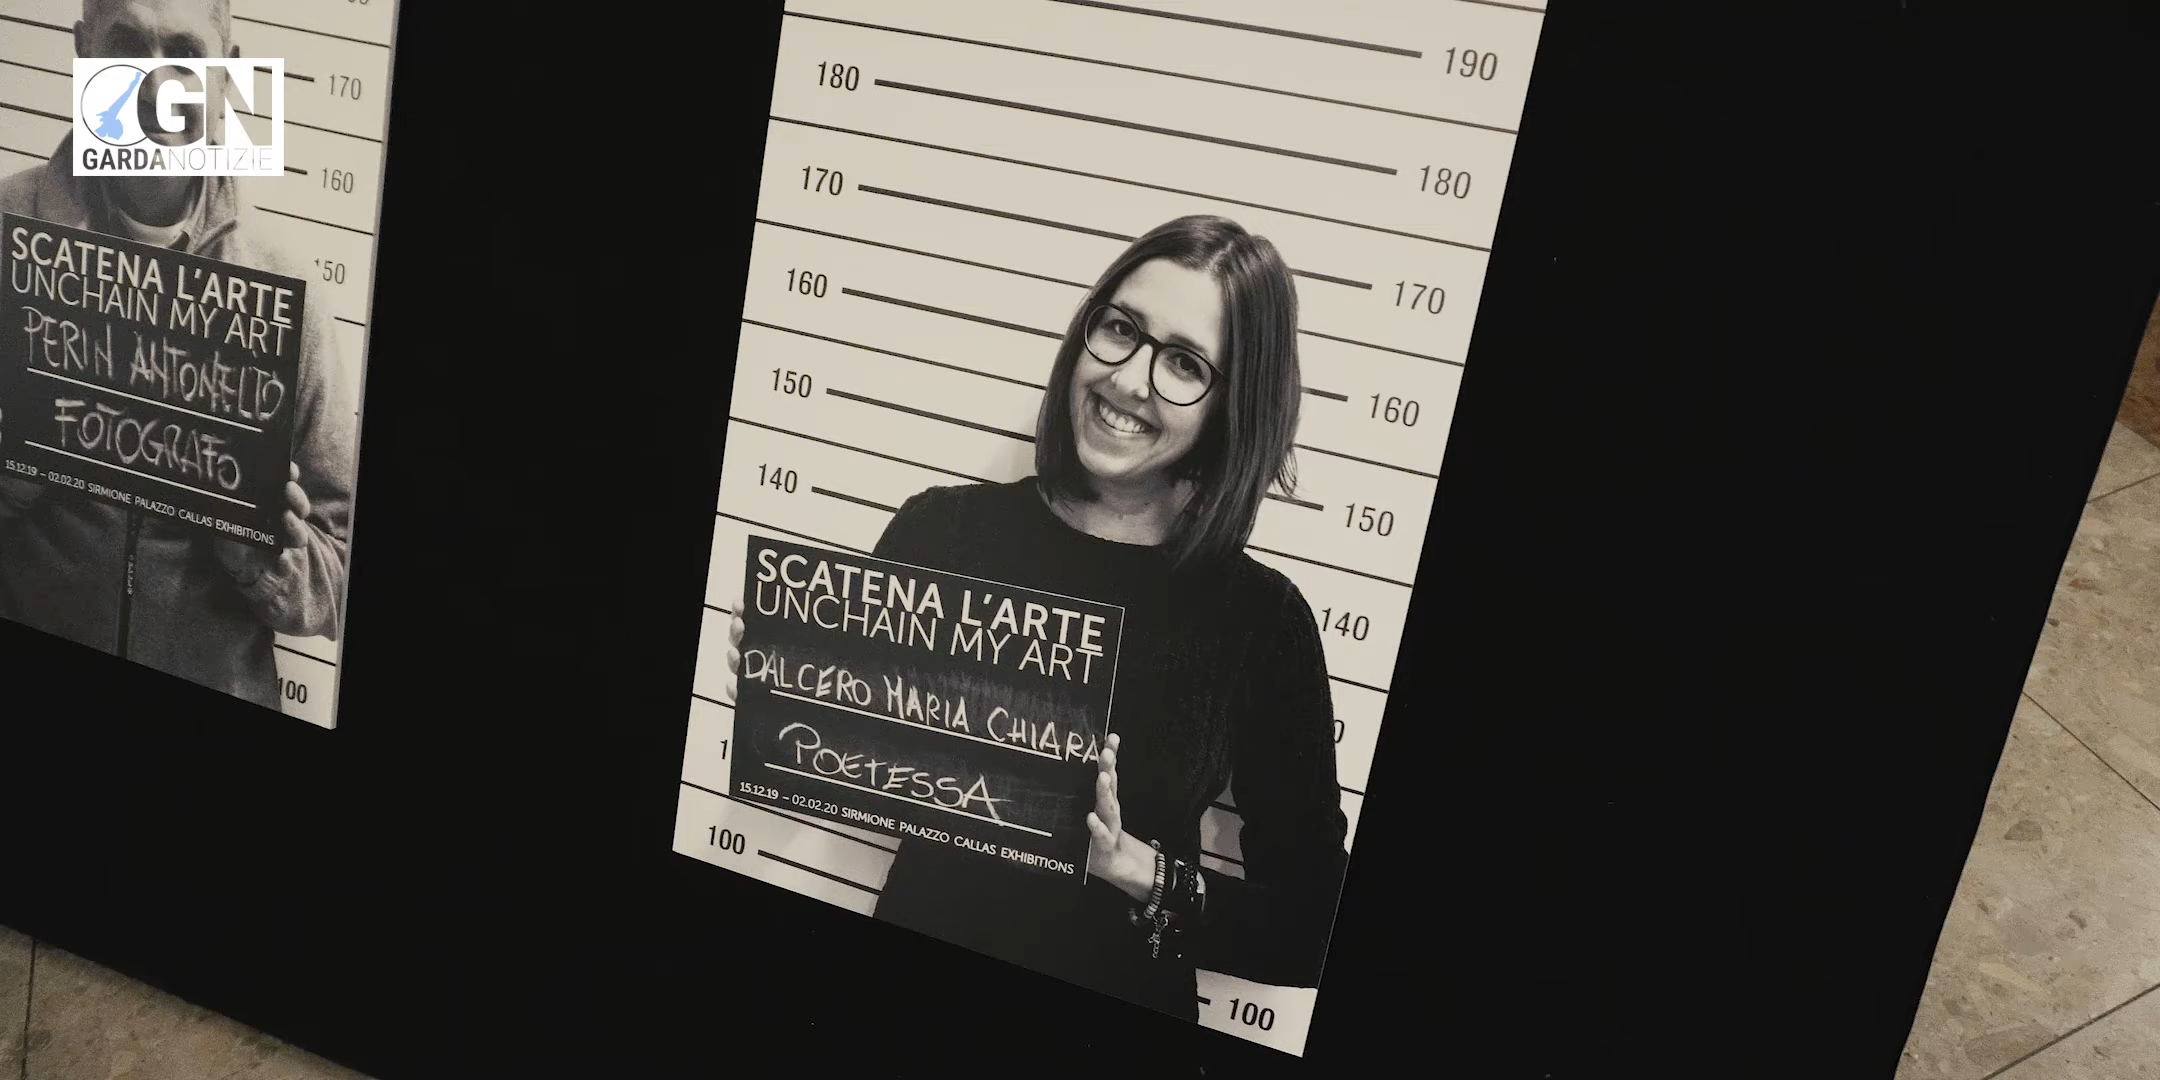 GN
GARDANOTIZIE
170
160
150
SCATENA L'ARTE
UNCHAIN MY ART
PERIN ANTONELLO
FOTOGRAFO
15.12.19 – 02.02.20 SIRMIONE PALAZZO CALLAS EXHIBITIONS
100
190
180 180
170 170
160 160
150 150
140 140
SCATENA L'ARTE
UNCHAIN MY ART
DALCERO MARIA CHIARA
POETESSA
15.12.19 – 02.02.20 SIRMIONE PALAZZO CALLAS EXHIBITIONS
100 100